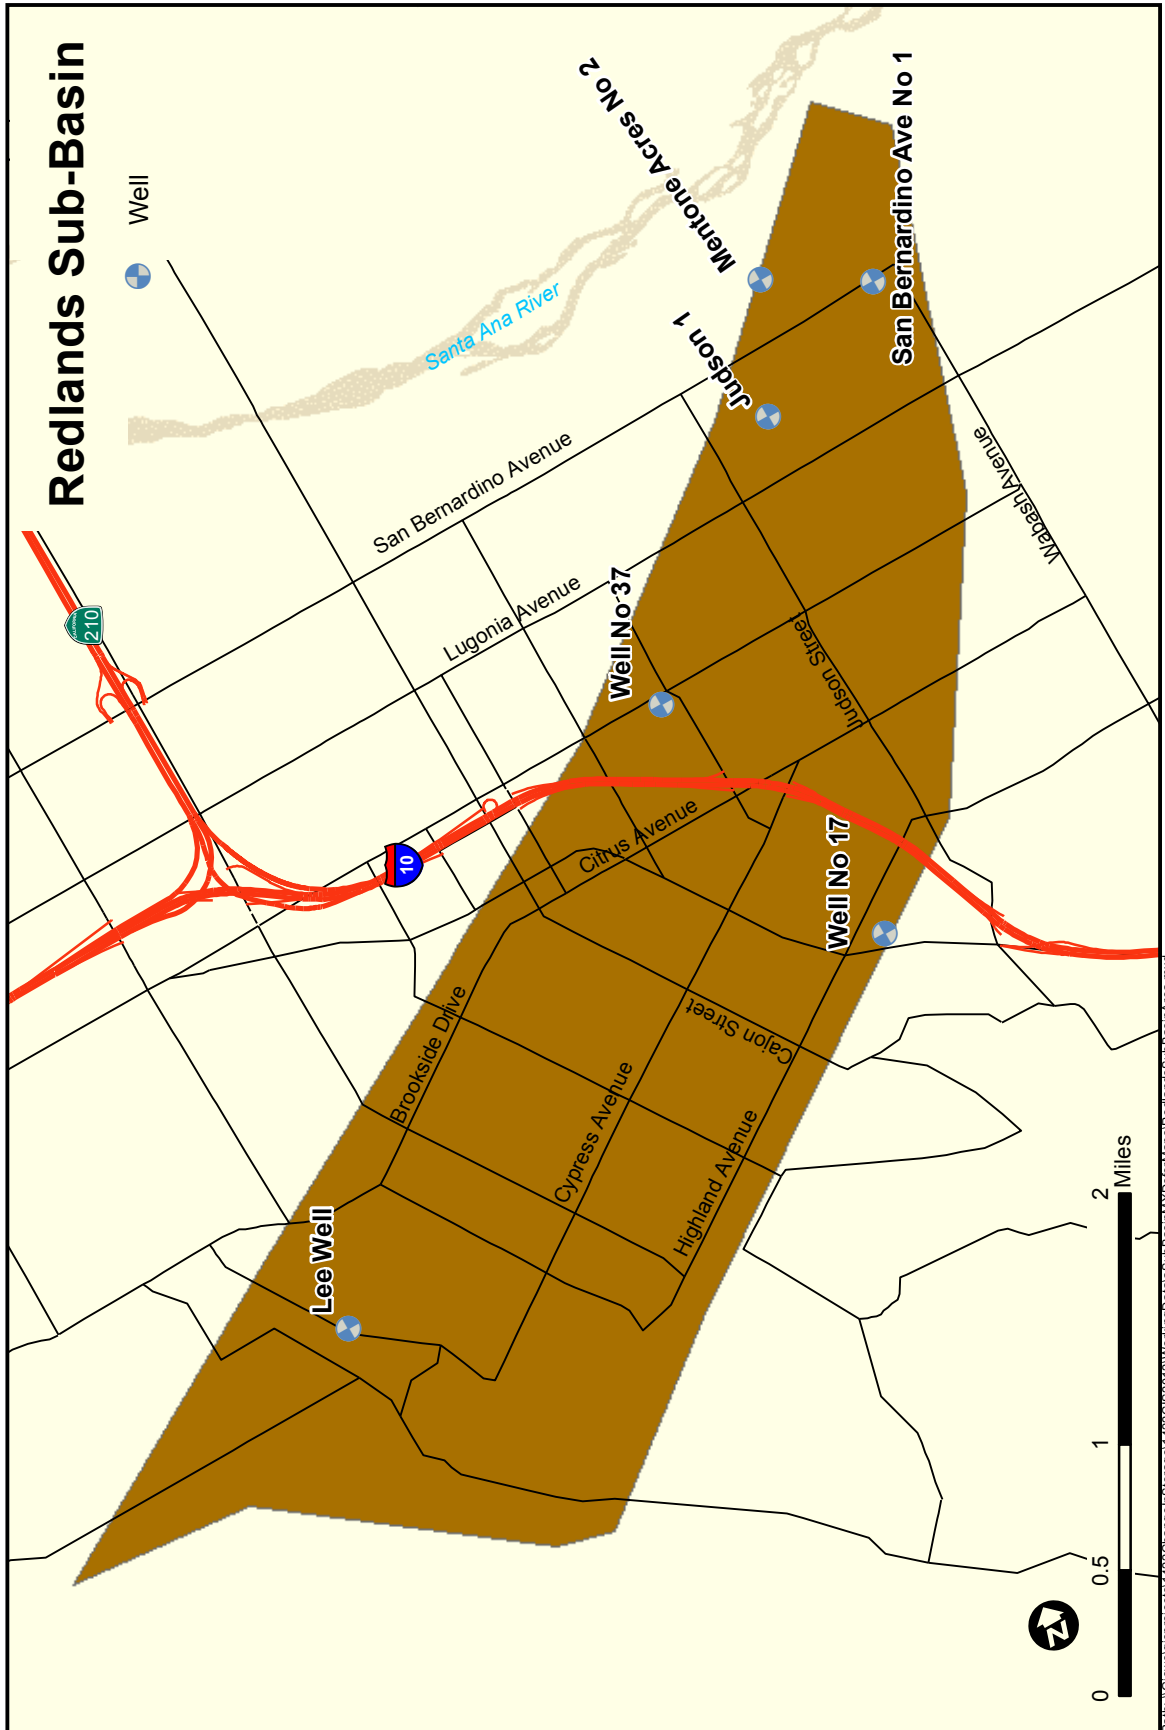 Redlands Sub-Basin
Well
Mentone Acres No 2
San Bernardino Ave No 1
Judson 1
Santa Ana River
San Bernardino Avenue
Lugonia Avenue
Wabash Avenue
Well No 37
Judson Street
CALIFORNIA
210
10
Citrus Avenue
Well No 17
Brookside Drive
Cajon Street
Cypress Avenue
Highland Avenue
Lee Well
N
0
0.5
1
2
Miles